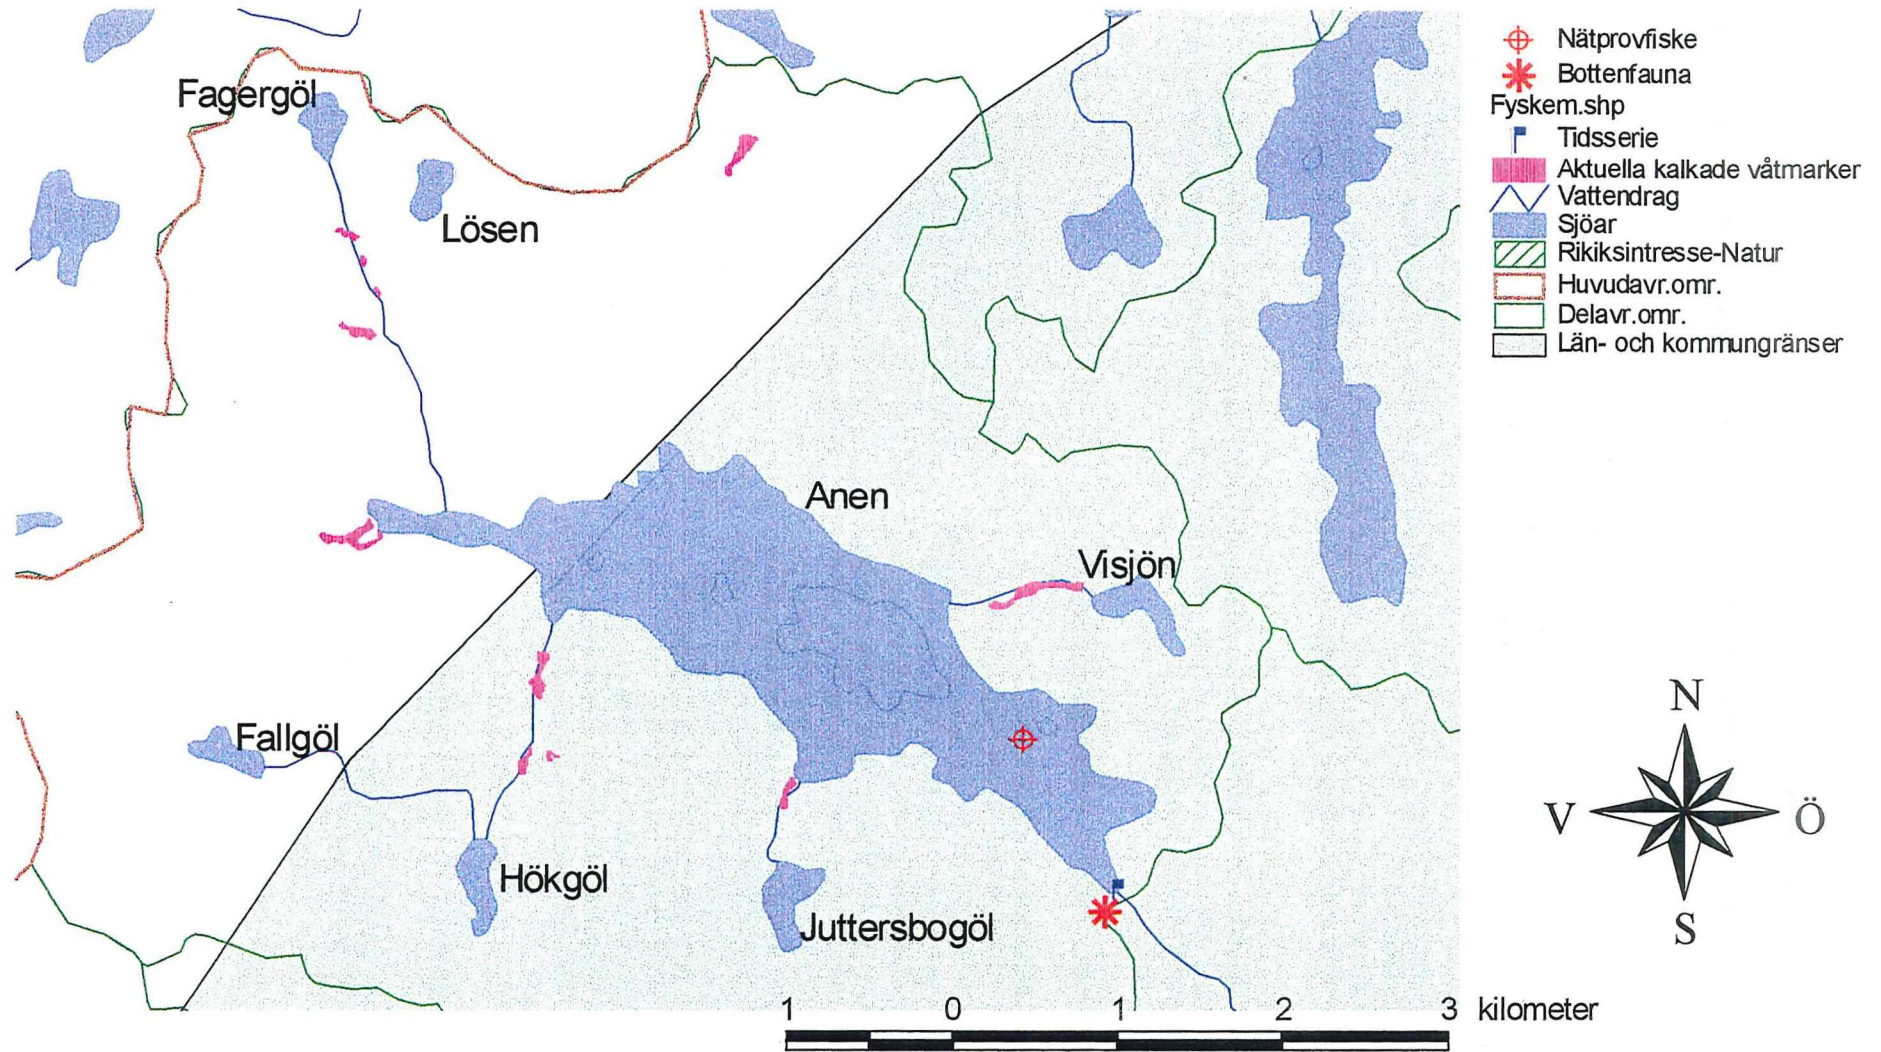 Fagergöl
Lösen
Anen
Visjön
Fallgöl
Hökgöl
Juttersbogöl
Nätprovfiske
Bottenfauna
Fyskem.shp
Tidsserie
Aktuella kalkade våtmarker
Vattendrag
Sjöar
Rikiksintresse-Natur
Huvudavr.omr.
Delavr.omr.
Län- och kommungränser
N
V Ö
S
1 0 1 2 3 kilometer